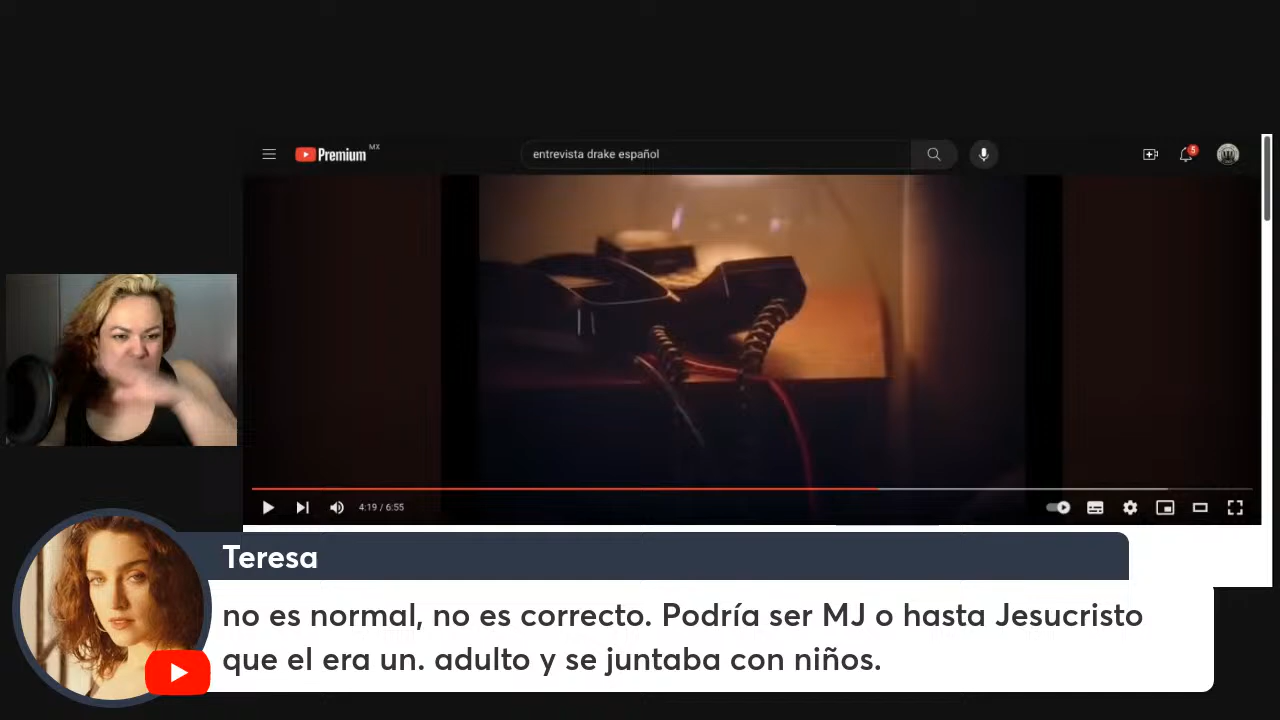 Premium MX
entrevista drake español
5
4:19 / 6:55
Teresa
no es normal, no es correcto. Podría ser MJ o hasta Jesucristo
que el era un. adulto y se juntaba con niños.